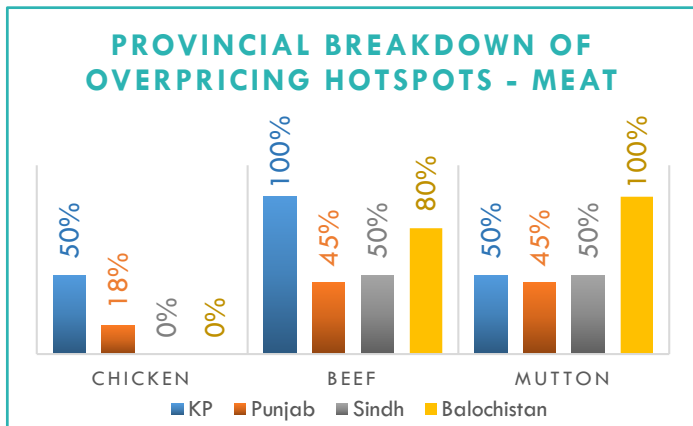 PROVINCIAL BREAKDOWN OF
OVERPRICING HOTSPOTS - MEAT
50%
18%
0%
0%
100%
45%
50%
80%
50%
45%
50%
100%
CHICKEN
BEEF
MUTTON
KP
Punjab
Sindh
Balochistan